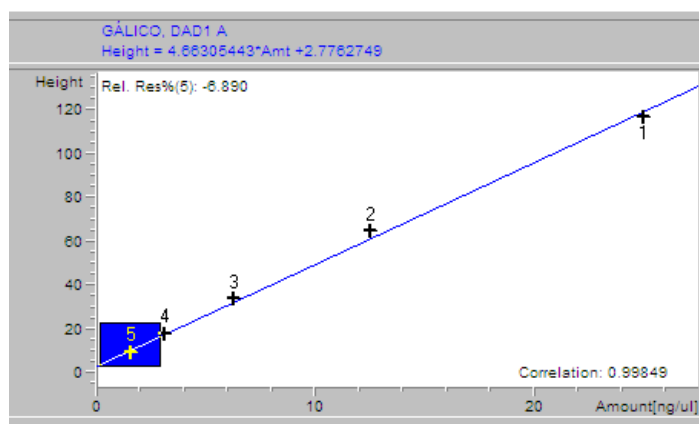 GÁLICO, DAD1 A
Height = 4.66305443*Amt +2.7762749
Height
Rel. Res%(5): -6.890
120
100
80
60
40
20
0
1
2
3
4
5
Correlation: 0.99849
0
10
20
Amount[ng/ul]